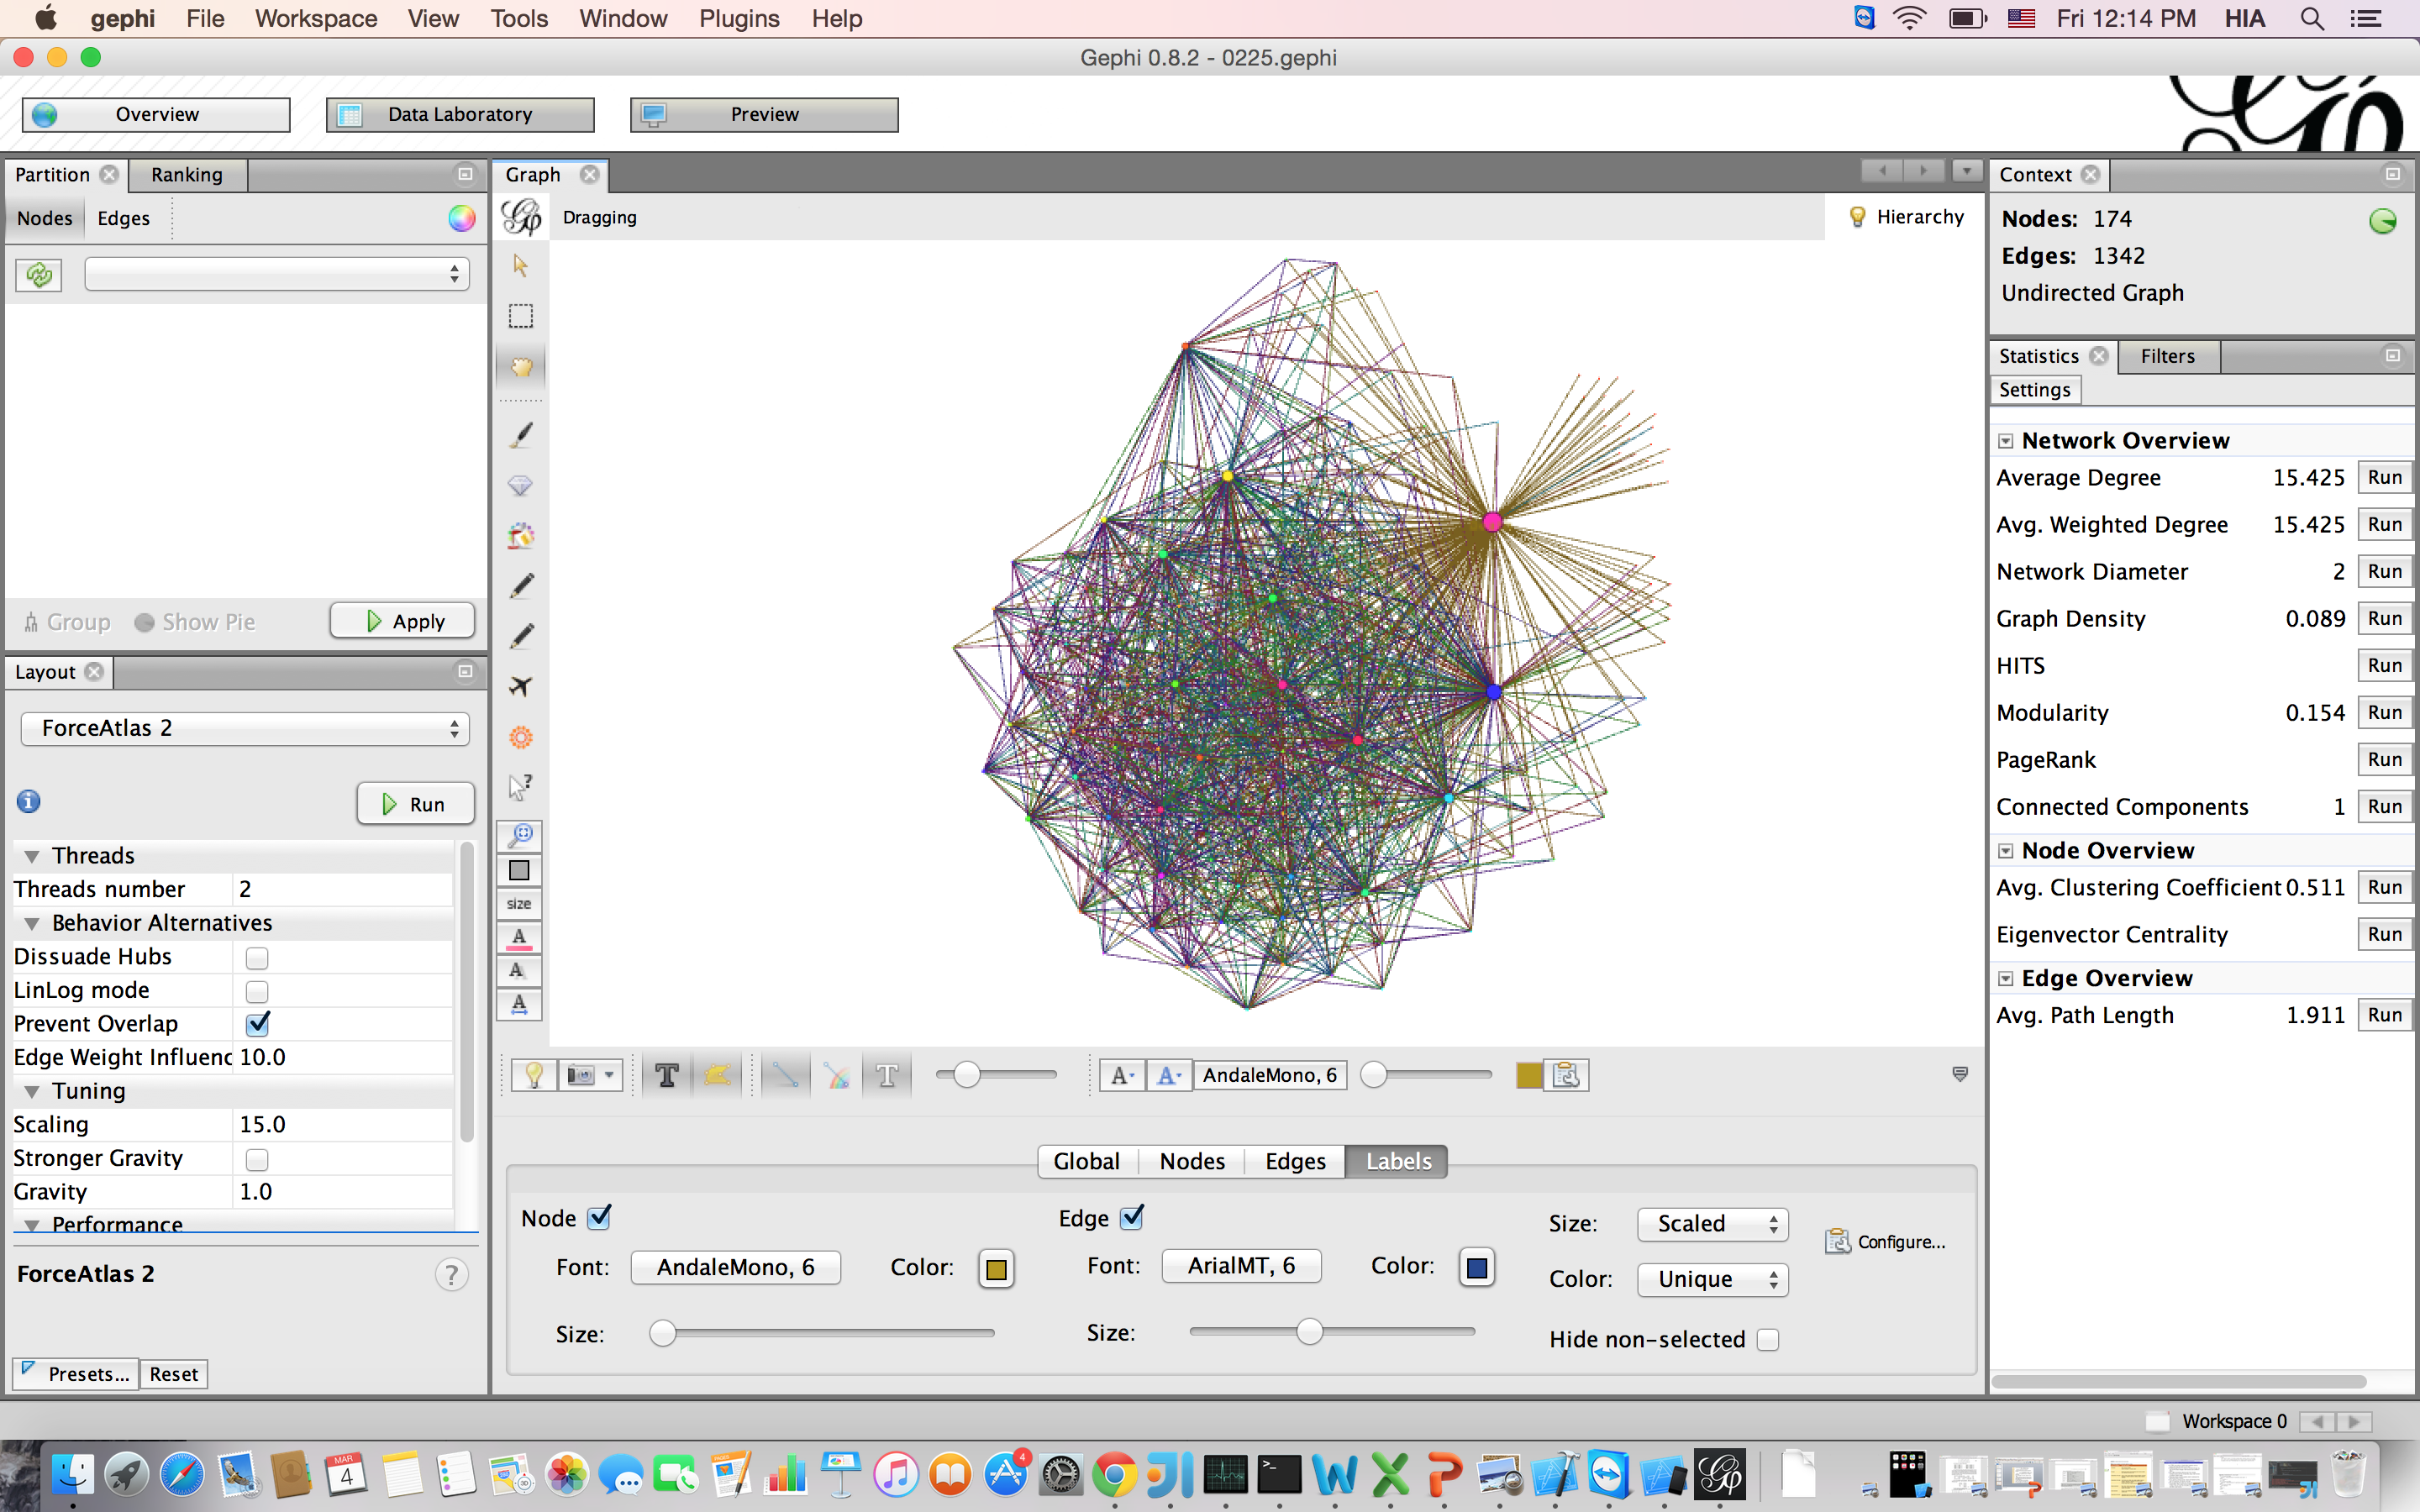 gephi File Workspace View Tools Window Plugins Help Fri 12:14 PM HIA
Gephi 0.8.2 - 0225.gephi
Overview Data Laboratory Preview
Partition Ranking
Nodes Edges
Group Show Pie Apply
Layout
ForceAtlas 2
Run
Threads
Threads number 2
Behavior Alternatives
Dissuade Hubs
LinLog mode
Prevent Overlap
Edge Weight Influenc 10.0
Tuning
Scaling 15.0
Stronger Gravity
Gravity 1.0
Performance
ForceAtlas 2 ?
Presets... Reset
Graph
Dragging Hierarchy
size
A
A
A
T T A A AndaleMono, 6
Global Nodes Edges Labels
Node Edge
Font: AndaleMono, 6 Color: Font: ArialMT, 6 Color:
Size: Size:
Size: Scaled
Color: Unique
Configure...
Hide non-selected
Context
Nodes: 174
Edges: 1342
Undirected Graph
Statistics Filters
Settings
Network Overview
Average Degree 15.425 Run
Avg. Weighted Degree 15.425 Run
Network Diameter 2 Run
Graph Density 0.089 Run
HITS Run
Modularity 0.154 Run
PageRank Run
Connected Components 1 Run
Node Overview
Avg. Clustering Coefficient 0.511 Run
Eigenvector Centrality Run
Edge Overview
Avg. Path Length 1.911 Run
Workspace 0
MAR
4
4